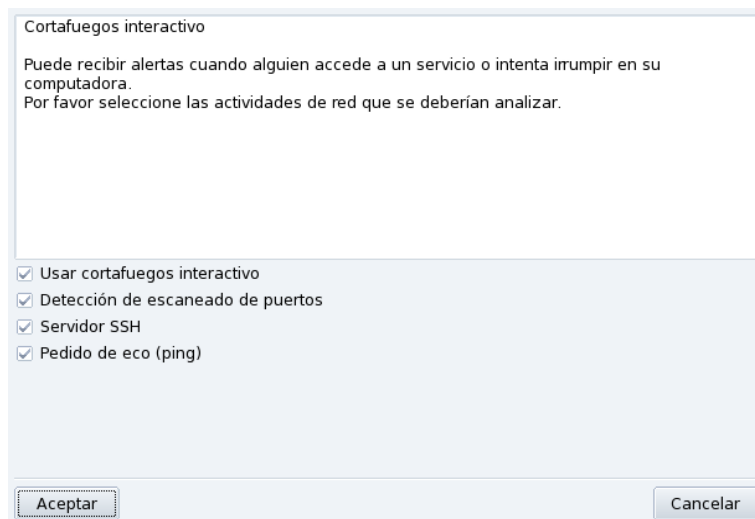 Cortafuegos interactivo
Puede recibir alertas cuando alguien accede a un servicio o intenta irrumpir en su
computadora.
Por favor seleccione las actividades de red que se deberían analizar.
Usar cortafuegos interactivo
Detección de escaneado de puertos
Servidor SSH
Pedido de eco (ping)
Aceptar
Cancelar